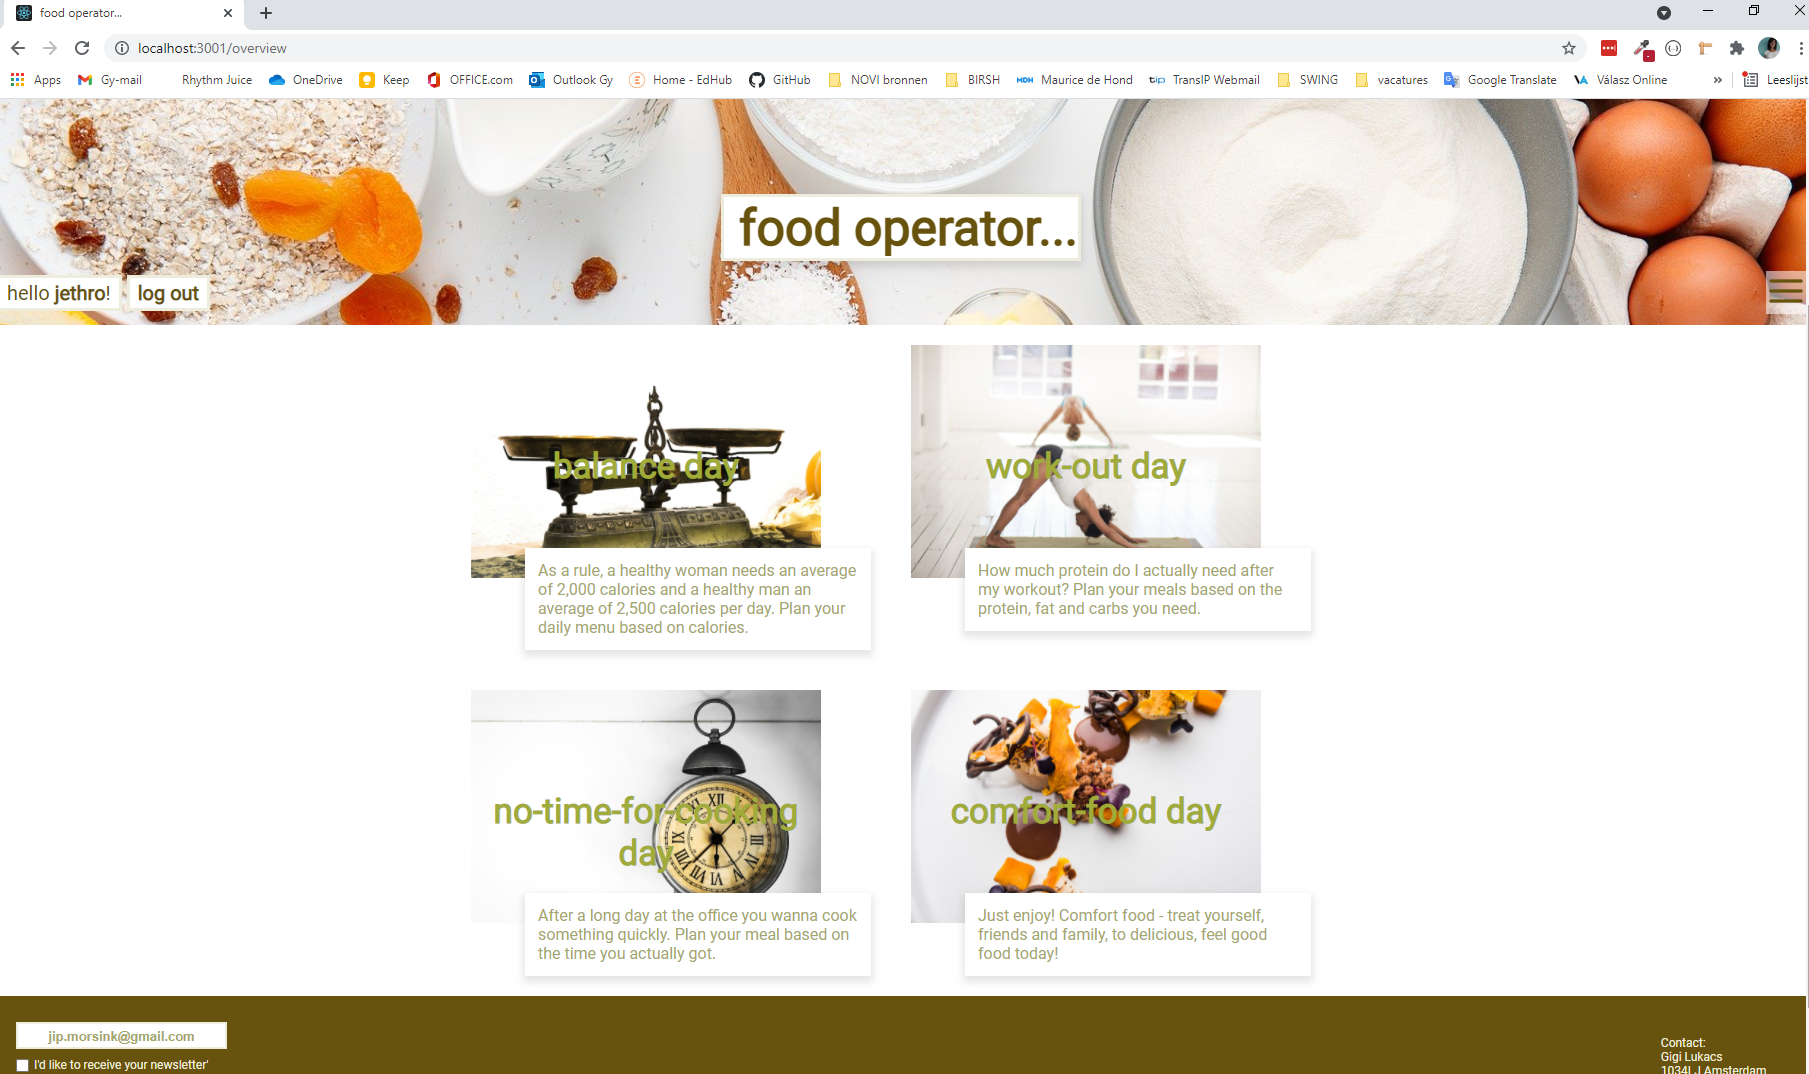 food operator...
localhost:3001/overview
Apps
Gy-mail
Rhythm Juice
OneDrive
Keep
OFFICE.com
Outlook Gy
Home - EdHub
GitHub
NOVI bronnen
BIRSH
MDH
Maurice de Hond
tip
TransIP Webmail
SWING
vacatures
Google Translate
VA
Válasz Online
»
Leeslijst
food operator...
hello jethro!
log out
balance day
As a rule, a healthy woman needs an average
of 2,000 calories and a healthy man an
average of 2,500 calories per day. Plan your
daily menu based on calories.
work-out day
How much protein do I actually need after
my workout? Plan your meals based on the
protein, fat and carbs you need.
no-time-for-cooking
day
After a long day at the office you wanna cook
something quickly. Plan your meal based on
the time you actually got.
comfort-food day
Just enjoy! Comfort food - treat yourself,
friends and family, to delicious, feel good
food today!
jip.morsink@gmail.com
I'd like to receive your newsletter'
Contact:
Gigi Lukacs
1034LJ Amsterdam